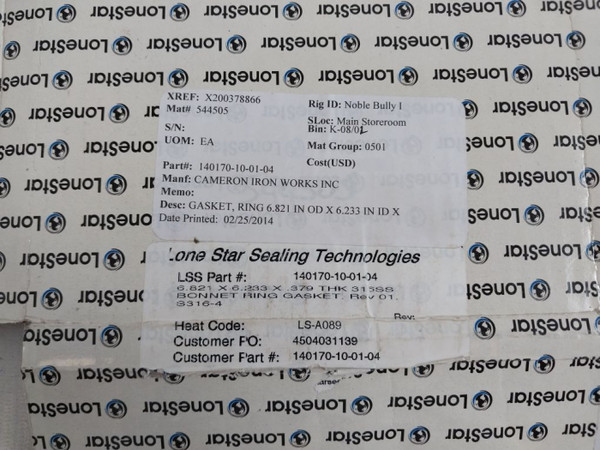 XREF: X200378866
Mat# 544505
Rig ID: Noble Bully I
SLoc: Main Storeroom
S/N:
Bin: K-08/02
UOM: EA
Mat Group: 0501
Cost(USD)
Part#: 140170-10-01-04
Manf: CAMERON IRON WORKS INC
Memo:
Desc: GASKET, RING 6.821 IN OD X 6.233 IN ID X
Date Printed: 02/25/2014
Lone Star Sealing Technologies
LSS Part #: 140170-10-01-04
6.821 X 6.233 X .379 THK 316SS
BONNET RING GASKET, Rev 01,
S316-4
Rev:
Heat Code: LS-A089
Customer PO: 4504031139
Customer Part #: 140170-10-01-04
LoneStar